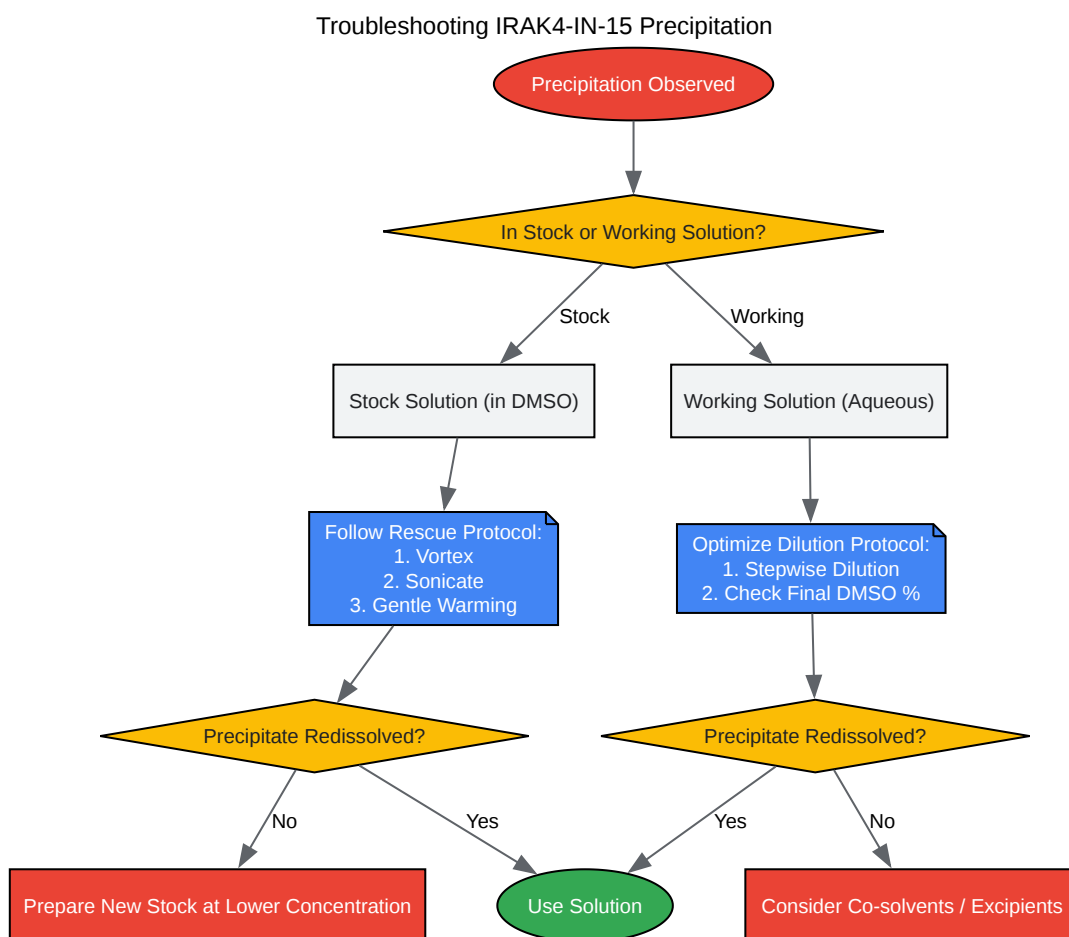 Troubleshooting IRAK4-IN-15 Precipitation
Precipitation Observed
In Stock or Working Solution?
Stock
Working
Stock Solution (in DMSO)
Working Solution (Aqueous)
Follow Rescue Protocol:
1. Vortex
2. Sonicate
3. Gentle Warming
Optimize Dilution Protocol:
1. Stepwise Dilution
2. Check Final DMSO %
Precipitate Redissolved?
Precipitate Redissolved?
No
Yes
Yes
No
Prepare New Stock at Lower Concentration
Use Solution
Consider Co-solvents / Excipients